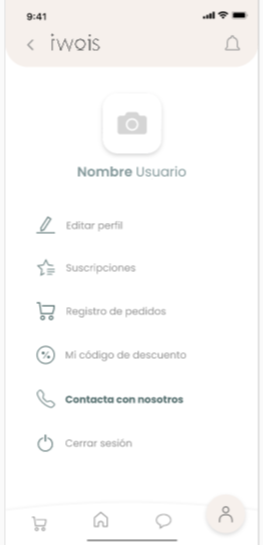 9:41
iwois
Nombre Usuario
Editar perfil
Suscripciones
Registro de pedidos
Mi código de descuento
Contacta con nosotros
Cerrar sesión